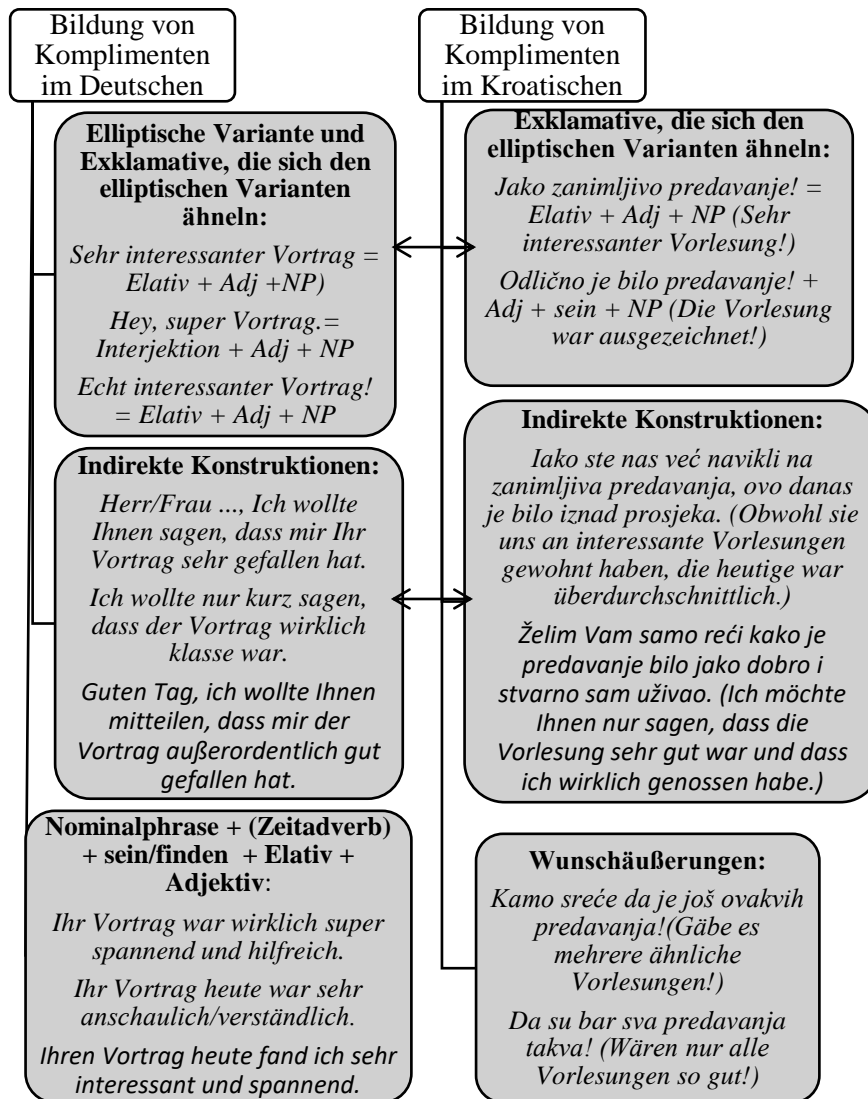 Bildung von
Komplimenten
im Deutschen
Elliptische Variante und
Exklamative, die sich den
elliptischen Varianten
ähneln:
Sehr interessanter Vortrag =
Elativ + Adj +NP)
Hey, super Vortrag.=
Interjektion + Adj + NP
Echt interessanter Vortrag!
= Elativ + Adj + NP
Indirekte Konstruktionen:
Herr/Frau ..., Ich wollte
Ihnen sagen, dass mir Ihr
Vortrag sehr gefallen hat.
Ich wollte nur kurz sagen,
dass der Vortrag wirklich
klasse war.
Guten Tag, ich wollte Ihnen
mitteilen, dass mir der
Vortrag außerordentlich gut
gefallen hat.
Nominalphrase + (Zeitadverb)
+ sein/finden + Elativ +
Adjektiv:
Ihr Vortrag war wirklich super
spannend und hilfreich.
Ihr Vortrag heute war sehr
anschaulich/verständlich.
Ihren Vortrag heute fand ich sehr
interessant und spannend.
Bildung von
Komplimenten
im Kroatischen
Exklamative, die sich den
elliptischen Varianten ähneln:
Jako zanimljivo predavanje! =
Elativ + Adj + NP (Sehr
interessanter Vorlesung!)
Odlično je bilo predavanje! +
Adj + sein + NP (Die Vorlesung
war ausgezeichnet!)
Indirekte Konstruktionen:
Iako ste nas već navikli na
zanimljiva predavanja, ovo danas
je bilo iznad prosjeka. (Obwohl sie
uns an interessante Vorlesungen
gewohnt haben, die heutige war
überdurchschnittlich.)
Želim Vam samo reći kako je
predavanje bilo jako dobro i
stvarno sam uživao. (Ich möchte
Ihnen nur sagen, dass die
Vorlesung sehr gut war und dass
ich wirklich genossen habe.)
Wunschäußerungen:
Kamo sreće da je još ovakvih
predavanja!(Gäbe es
mehrere ähnliche
Vorlesungen!)
Da su bar sva predavanja
takva! (Wären nur alle
Vorlesungen so gut!)